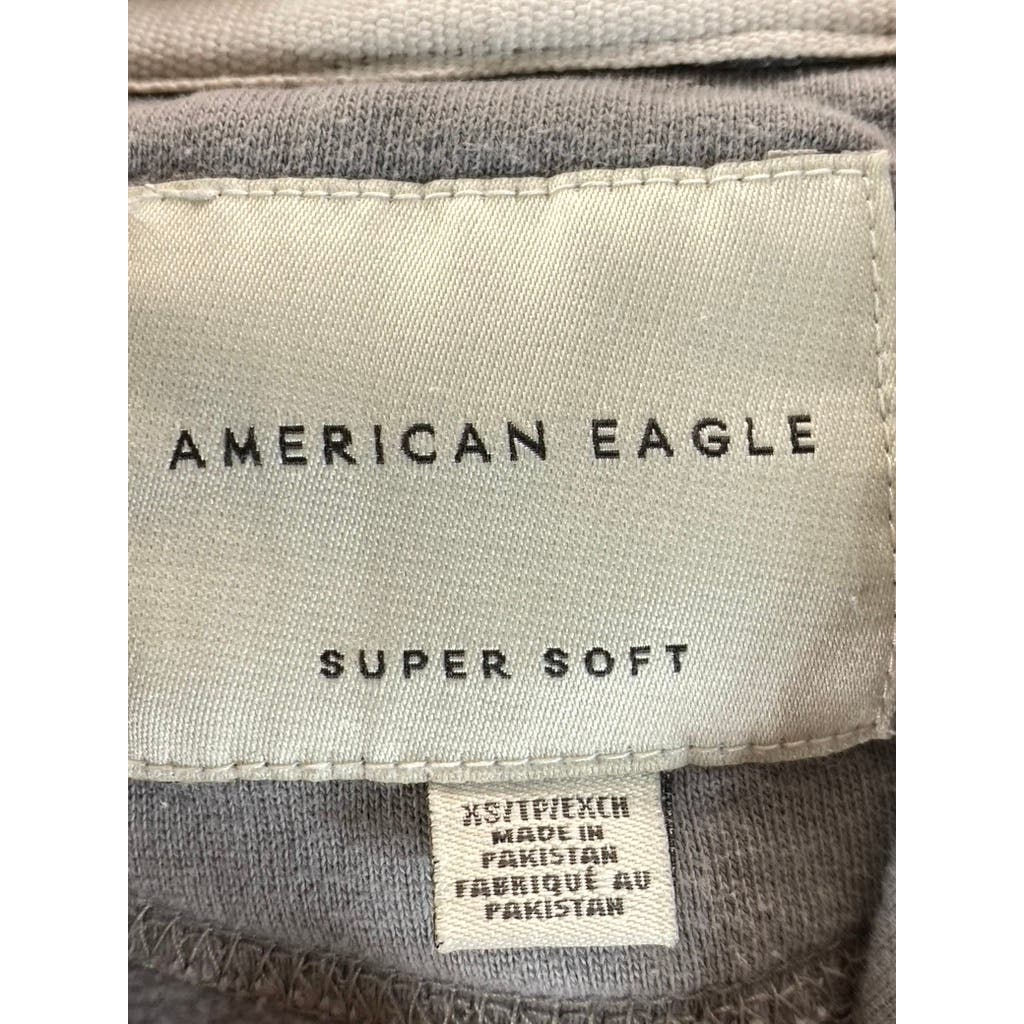 AMERICAN EAGLE
SUPER SOFT
XS/TP/EXCH
MADE IN
PAKISTAN
FABRIQUÉ AU
PAKISTAN